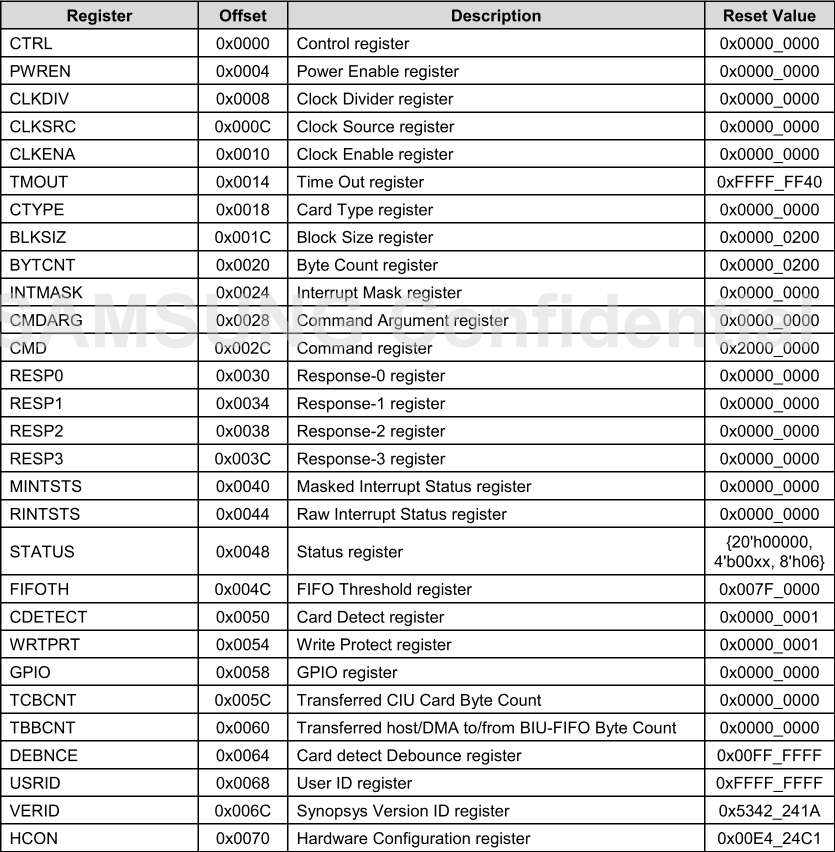 Register Offset Description Reset Value
CTRL 0x0000 Control register 0x0000_0000
PWREN 0x0004 Power Enable register 0x0000_0000
CLKDIV 0x0008 Clock Divider register 0x0000_0000
CLKSRC 0x000C Clock Source register 0x0000_0000
CLKENA 0x0010 Clock Enable register 0x0000_0000
TMOUT 0x0014 Time Out register 0xFFFF_FF40
CTYPE 0x0018 Card Type register 0x0000_0000
BLKSIZ 0x001C Block Size register 0x0000_0200
BYTCNT 0x0020 Byte Count register 0x0000_0200
INTMASK 0x0024 Interrupt Mask register 0x0000_0000
SAMSUNG Confidential
CMDARG 0x0028 Command Argument register 0x0000_0000
CMD 0x002C Command register 0x2000_0000
RESP0 0x0030 Response-0 register 0x0000_0000
RESP1 0x0034 Response-1 register 0x0000_0000
RESP2 0x0038 Response-2 register 0x0000_0000
RESP3 0x003C Response-3 register 0x0000_0000
MINTSTS 0x0040 Masked Interrupt Status register 0x0000_0000
RINTSTS 0x0044 Raw Interrupt Status register 0x0000_0000
STATUS 0x0048 Status register {20'h00000,
4'b00xx, 8'h06}
FIFOTH 0x004C FIFO Threshold register 0x007F_0000
CDETECT 0x0050 Card Detect register 0x0000_0001
WRTPRT 0x0054 Write Protect register 0x0000_0001
GPIO 0x0058 GPIO register 0x0000_0000
TCBCNT 0x005C Transferred CIU Card Byte Count 0x0000_0000
TBBCNT 0x0060 Transferred host/DMA to/from BIU-FIFO Byte Count 0x0000_0000
DEBNCE 0x0064 Card detect Debounce register 0x00FF_FFFF
USRID 0x0068 User ID register 0xFFFF_FFFF
VERID 0x006C Synopsys Version ID register 0x5342_241A
HCON 0x0070 Hardware Configuration register 0x00E4_24C1